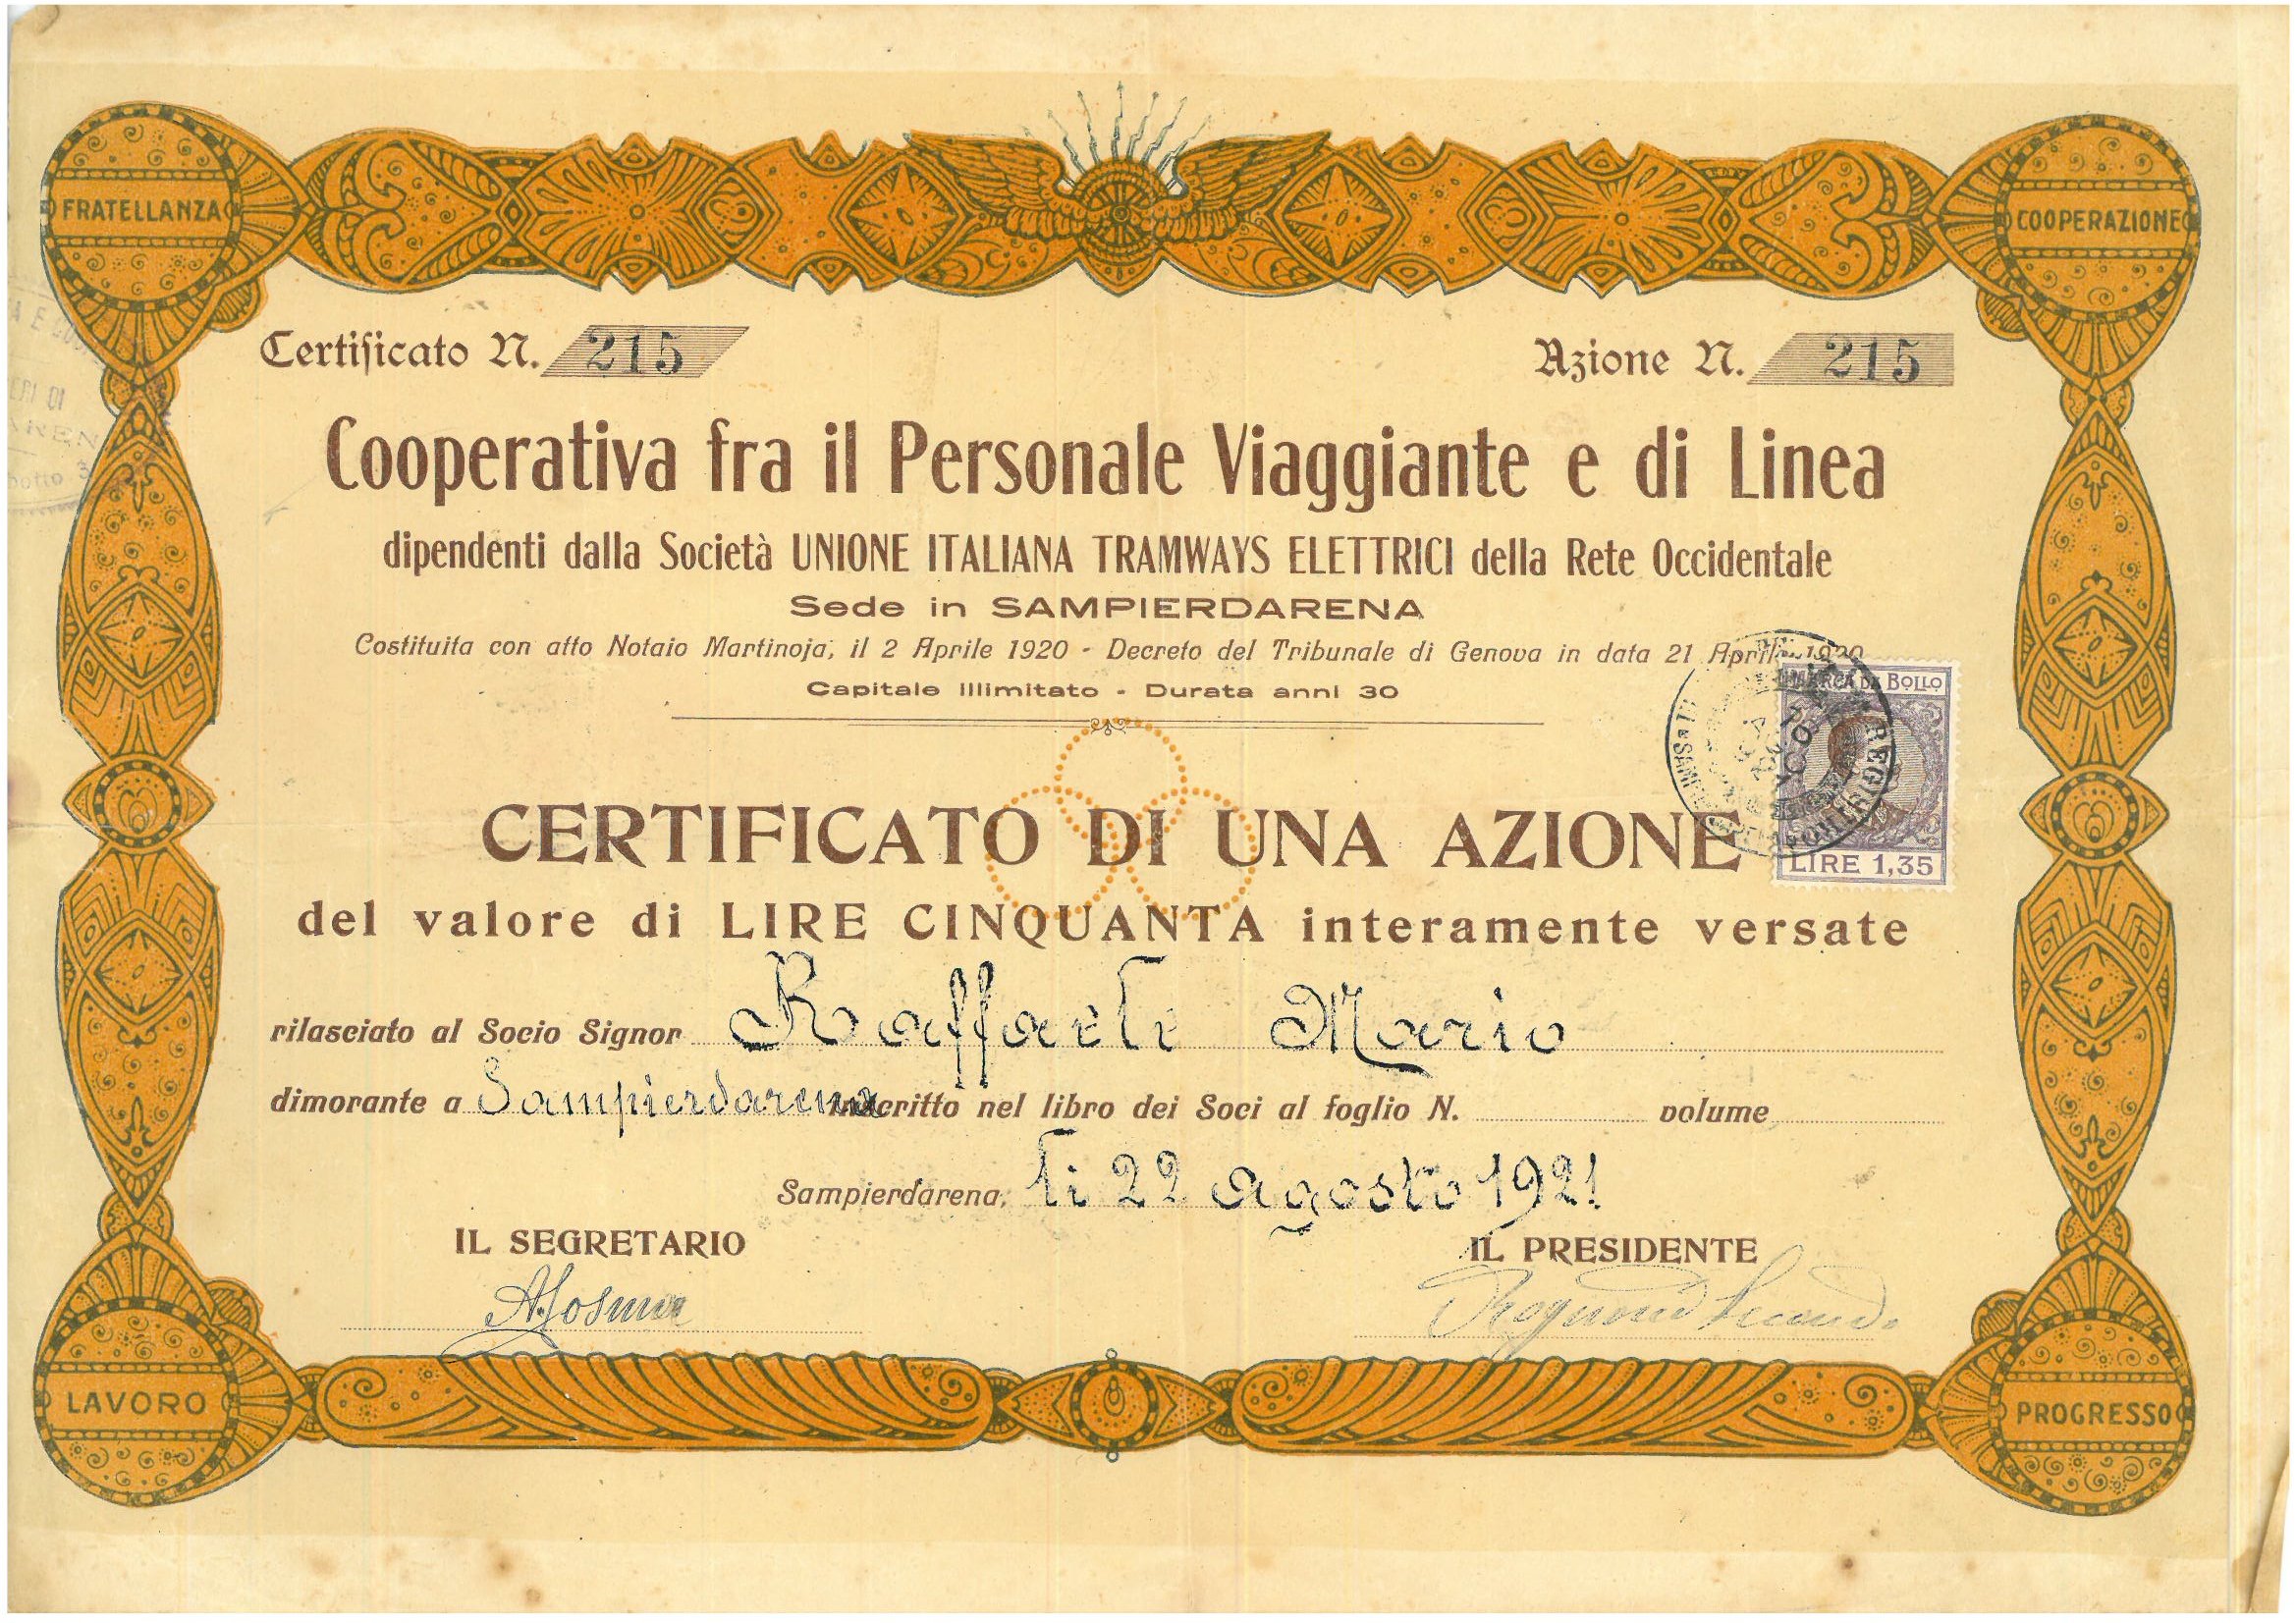 FRATELLANZA
COOPERAZIONE
Certificato N. 215
Azione N. 215
Cooperativa fra il Personale Viaggiante e di Linea
dipendenti dalla Società UNIONE ITALIANA TRAMWAYS ELETTRICI della Rete Occidentale
Sede in SAMPIERDARENA
Costituita con atto Notaio Martinoja, il 2 Aprile 1920 - Decreto del Tribunale di Genova in data 21 Aprile 1920
Capitale illimitato - Durata anni 30
MARCA DA BOLLO
LIRE 1,35
CERTIFICATO DI UNA AZIONE
del valore di LIRE CINQUANTA interamente versate
rilasciato al Socio Signor Raffaele Mario
dimorante a Sampierdarena inscritto nel libro dei Soci al foglio N. volume
Sampierdarena, li 22 agosto 1921
IL SEGRETARIO
IL PRESIDENTE
LAVORO
PROGRESSO